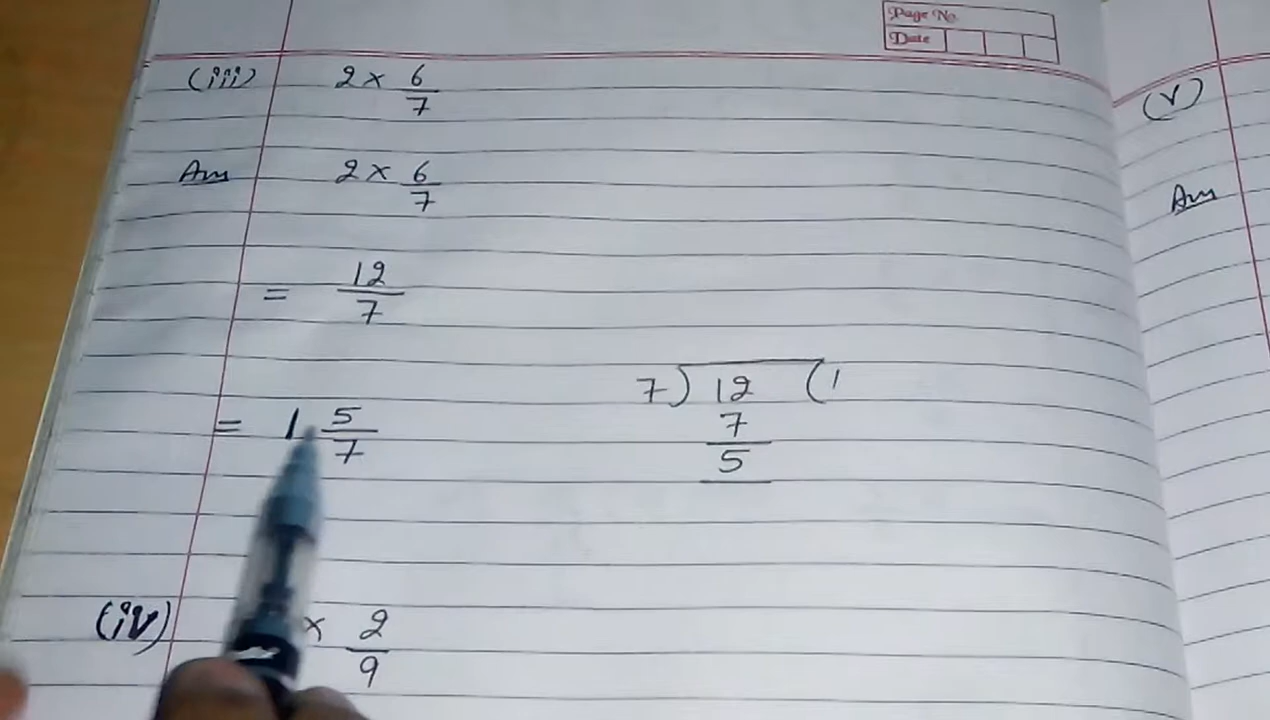 Page No.
Date
(iii) 2 × 6/7
Ans 2 × 6/7
= 12/7
= 1 5/7
7) 12 (1
7
5
(iv) × 2/9
(v)
Ans